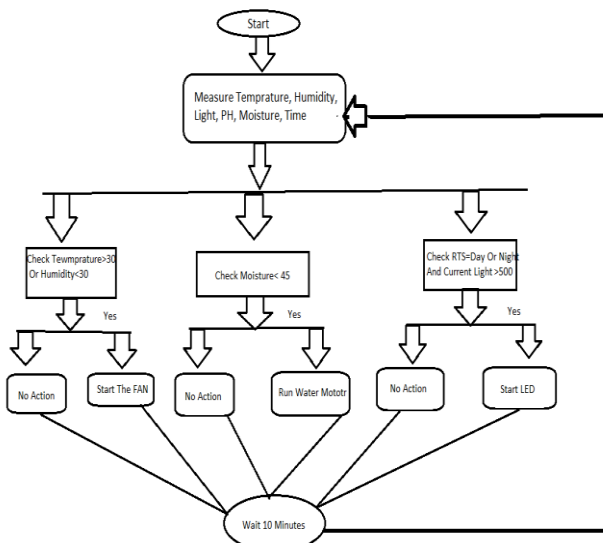 Start
Measure Temprature, Humidity,
Light, PH, Moisture, Time
Check Tewmprature>30
Or Humidity<30
Check Moisture< 45
Check RTS=Day Or Night
And Current Light >500
Yes
Yes
Yes
No Action
Start The FAN
No Action
Run Water Mototr
No Action
Start LED
Wait 10 Minutes